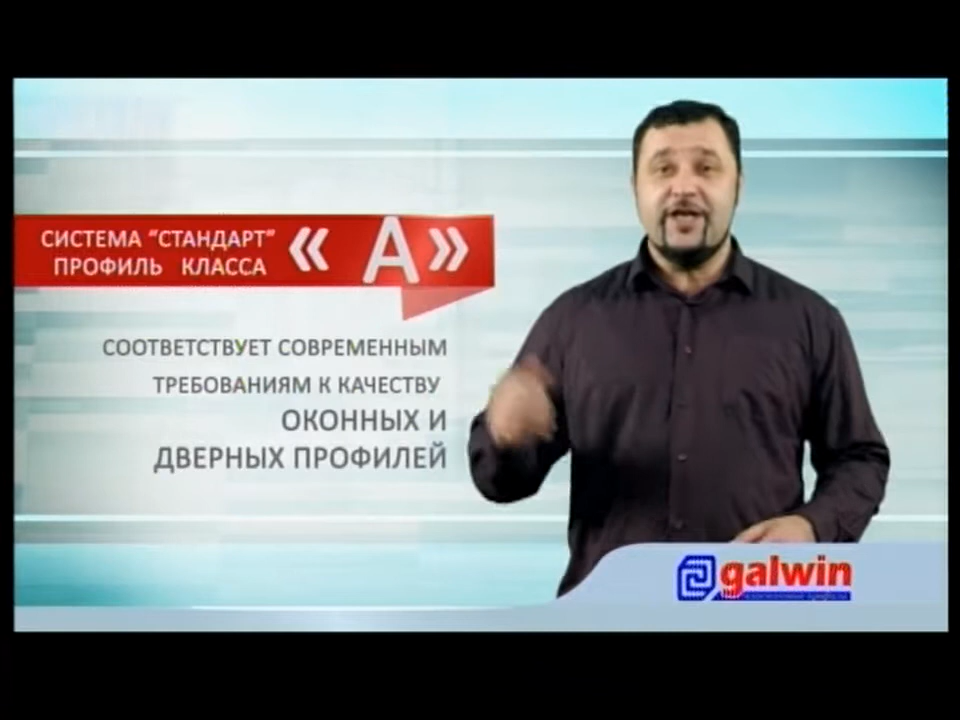 СИСТЕМА “СТАНДАРТ”
ПРОФИЛЬ КЛАССА « А»
СООТВЕТСТВУЕТ СОВРЕМЕННЫМ
ТРЕБОВАНИЯМ К КАЧЕСТВУ
ОКОННЫХ И
ДВЕРНЫХ ПРОФИЛЕЙ
galwin